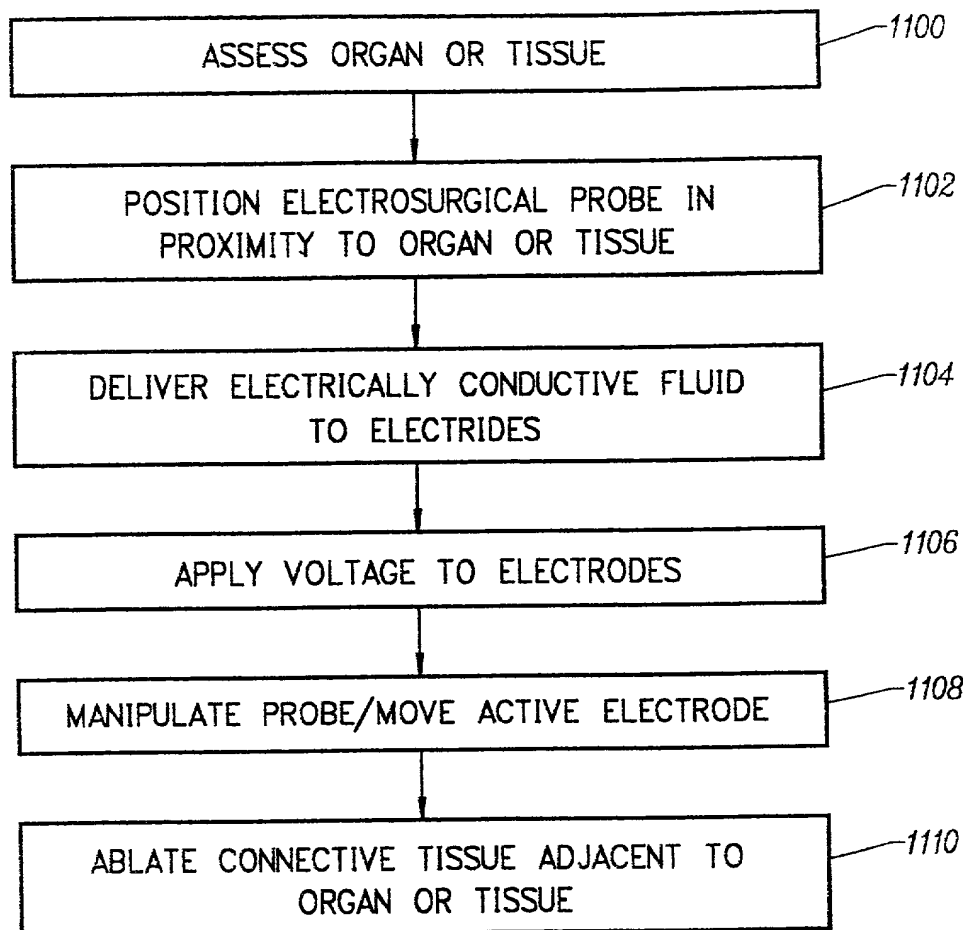 ASSESS ORGAN OR TISSUE
1100
POSITION ELECTROSURGICAL PROBE IN
PROXIMITY TO ORGAN OR TISSUE
1102
DELIVER ELECTRICALLY CONDUCTIVE FLUID
TO ELECTRIDES
1104
APPLY VOLTAGE TO ELECTRODES
1106
MANIPULATE PROBE/MOVE ACTIVE ELECTRODE
1108
ABLATE CONNECTIVE TISSUE ADJACENT TO
ORGAN OR TISSUE
1110